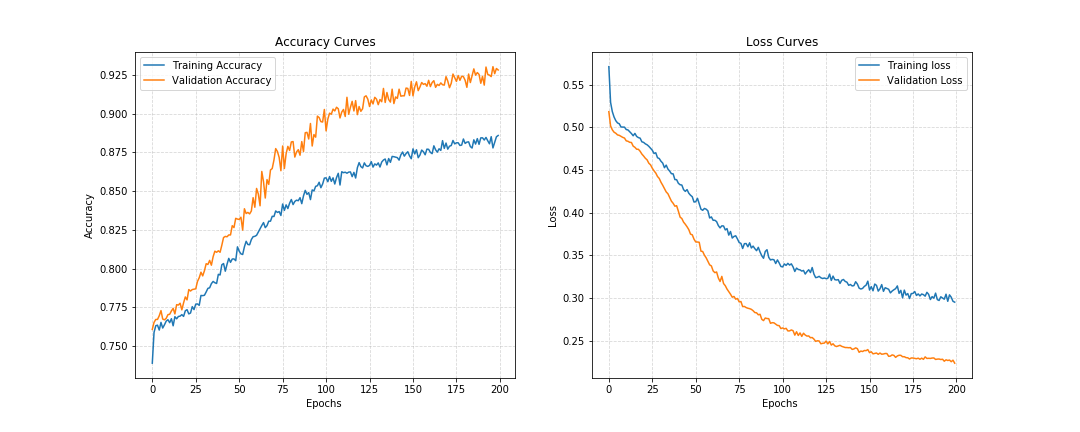 Accuracy Curves
Training Accuracy
Validation Accuracy
0.925
0.900
0.875
0.850
0.825
0.800
0.775
0.750
Accuracy
0 25 50 75 100 125 150 175 200
Epochs
Loss Curves
Training loss
Validation Loss
0.55
0.50
0.45
0.40
0.35
0.30
0.25
Loss
0 25 50 75 100 125 150 175 200
Epochs